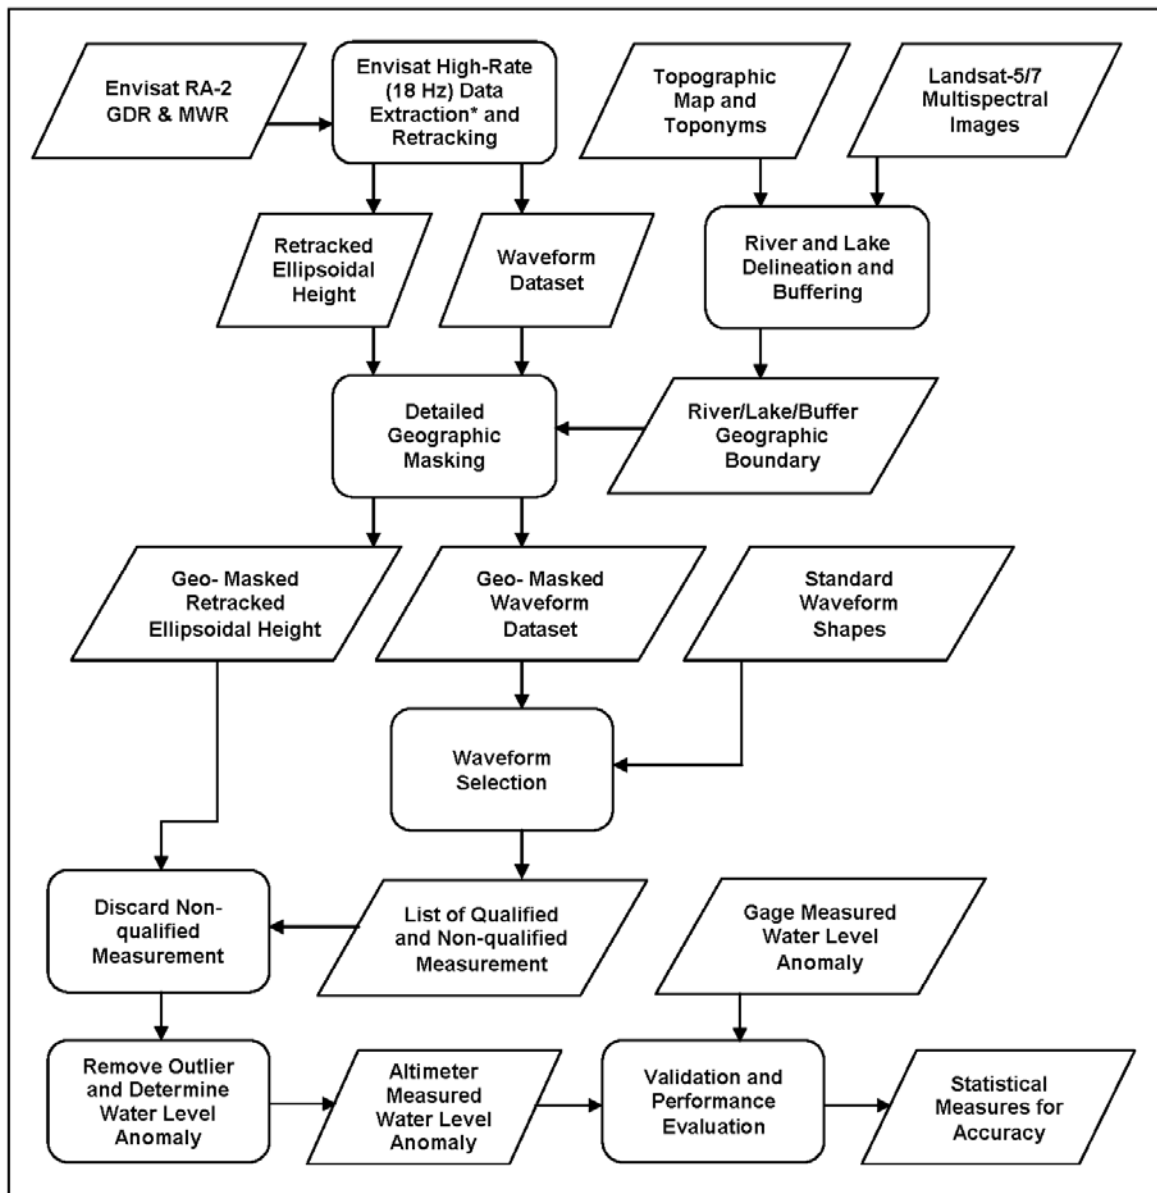 Envisat RA-2
GDR & MWR
Envisat High-Rate
(18 Hz) Data
Extraction* and
Retracking
Topographic
Map and
Toponyms
Landsat-5/7
Multispectral
Images
Retracked
Ellipsoidal
Height
Waveform
Dataset
River and Lake
Delineation and
Buffering
Detailed
Geographic
Masking
River/Lake/Buffer
Geographic
Boundary
Geo- Masked
Retracked
Ellipsoidal Height
Geo- Masked
Waveform
Dataset
Standard
Waveform
Shapes
Waveform
Selection
Discard Non-
qualified
Measurement
List of Qualified
and Non-qualified
Measurement
Gage Measured
Water Level
Anomaly
Remove Outlier
and Determine
Water Level
Anomaly
Altimeter
Measured
Water Level
Anomaly
Validation and
Performance
Evaluation
Statistical
Measures for
Accuracy